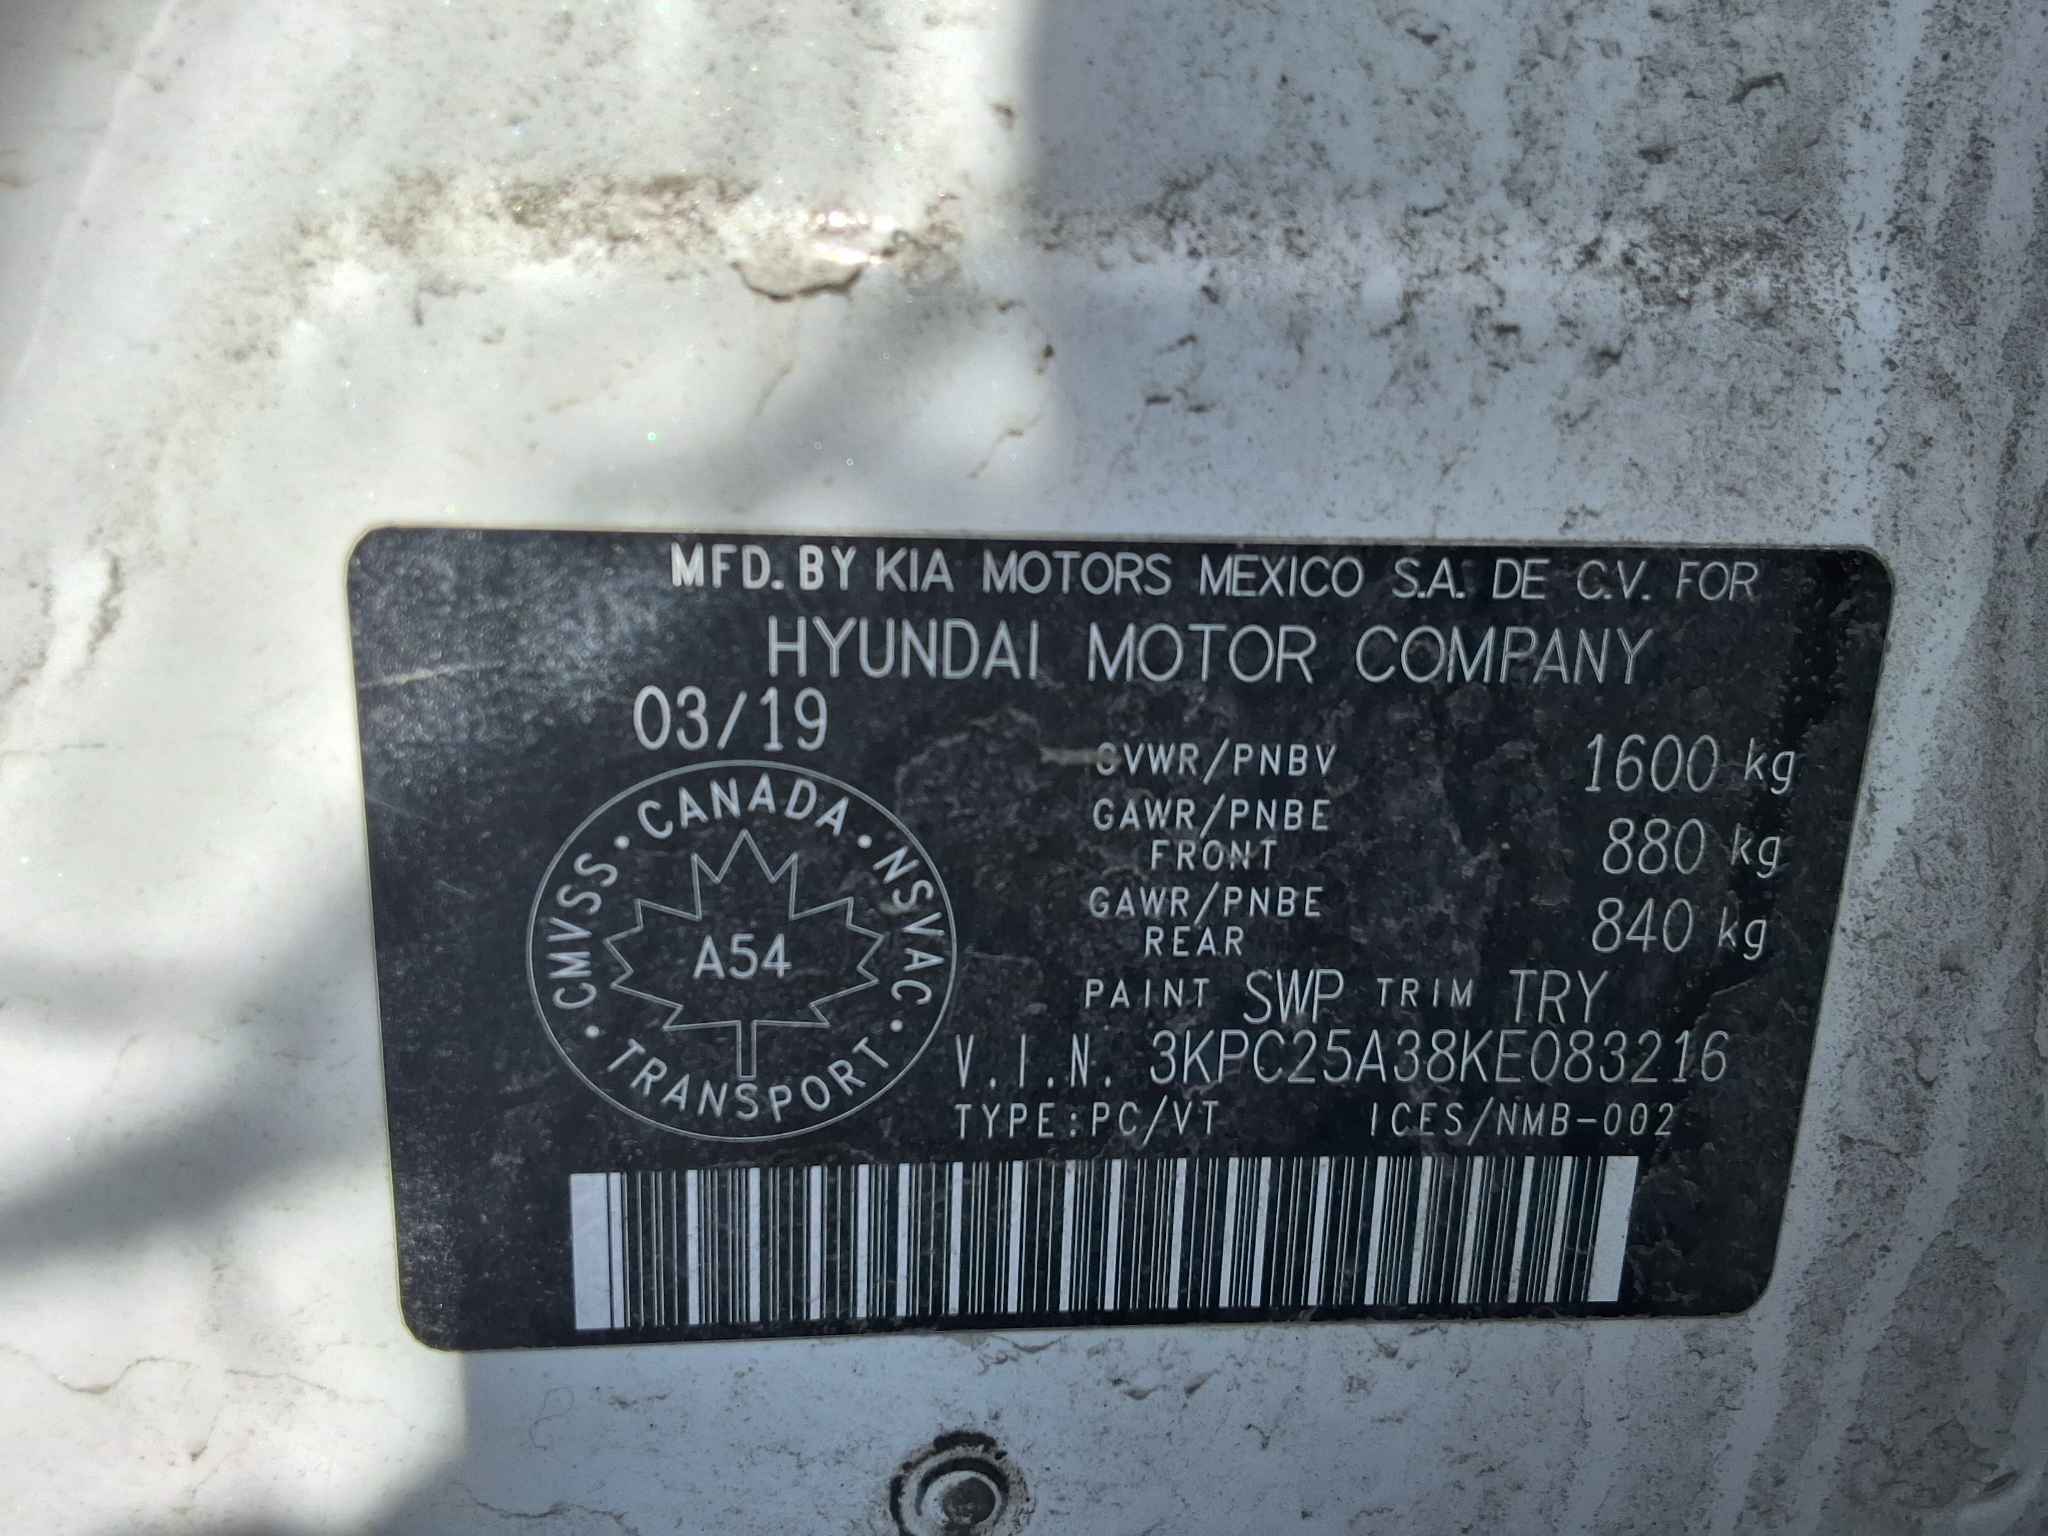 MFD. BY KIA MOTORS MEXICO S.A. DE C.V. FOR
HYUNDAI MOTOR COMPANY
03/19
CMVSS · CANADA · NSVAC · TRANSPORT ·
A54
GVWR/PNBV 1600 kg
GAWR/PNBE FRONT 880 kg
GAWR/PNBE REAR 840 kg
PAINT SWP TRIM TRY
V.I.N. 3KPC25A38KE083216
TYPE:PC/VT ICES/NMB-002